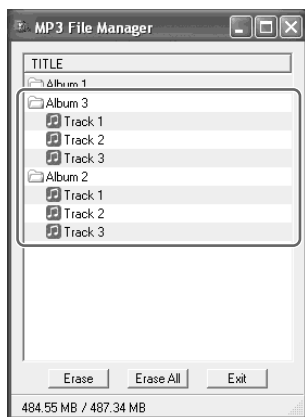 MP3 File Manager
TITLE
Album 1
Album 3
Track 1
Track 2
Track 3
Album 2
Track 1
Track 2
Track 3
Erase Erase All Exit
484.55 MB / 487.34 MB